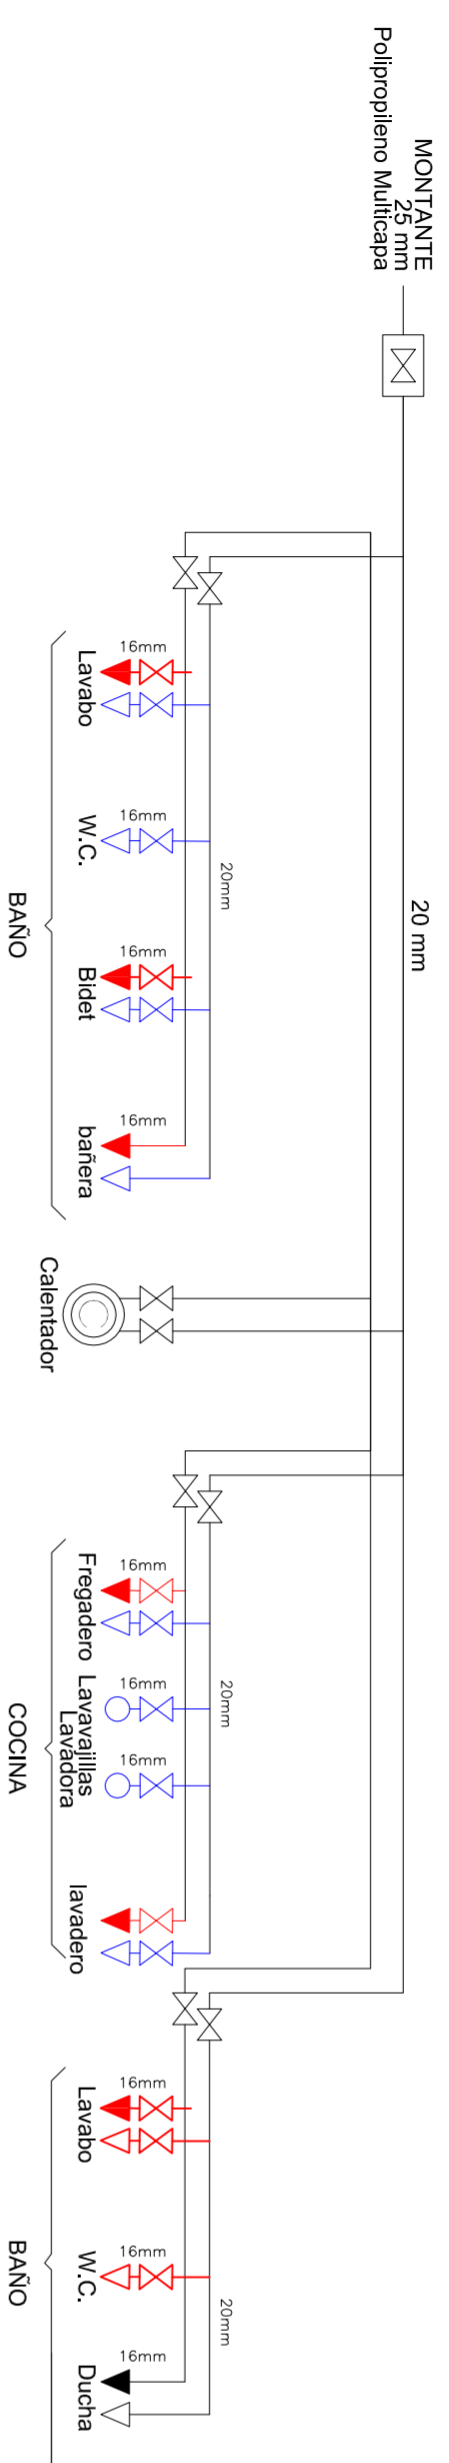 MONTANTE
25 mm
Polipropileno Multicapa
20 mm
16mm
Lavabo
16mm
W.C.
20mm
16mm
Bidet
16mm
bañera
BAÑO
Calentador
16mm
Fregadero
16mm
Lavavajillas
20mm
16mm
Lavadora
lavadero
COCINA
16mm
Lavabo
16mm
W.C.
20mm
16mm
Ducha
BAÑO